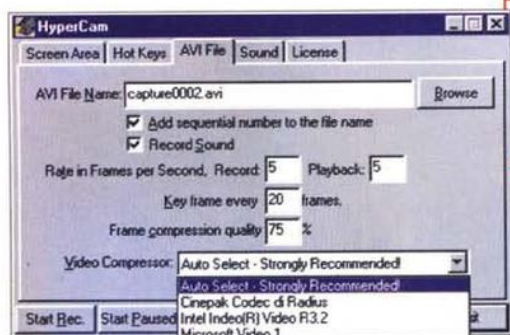 HyperCam
Screen Area Hot Keys AVI File Sound License
AVI File Name: capture0002.avi Browse
Add sequential number to the file name
Record Sound
Rate in Frames per Second, Record: 5 Playback: 5
Key frame every 20 frames.
Frame compression quality 75 %
Video Compressor: Auto Select - Strongly Recommended!
Auto Select - Strongly Recommended!
Cinepak Codec di Radius
Start Rec. Start Paused Intel Indeo(R) Video R3.2
Microsoft Video 1